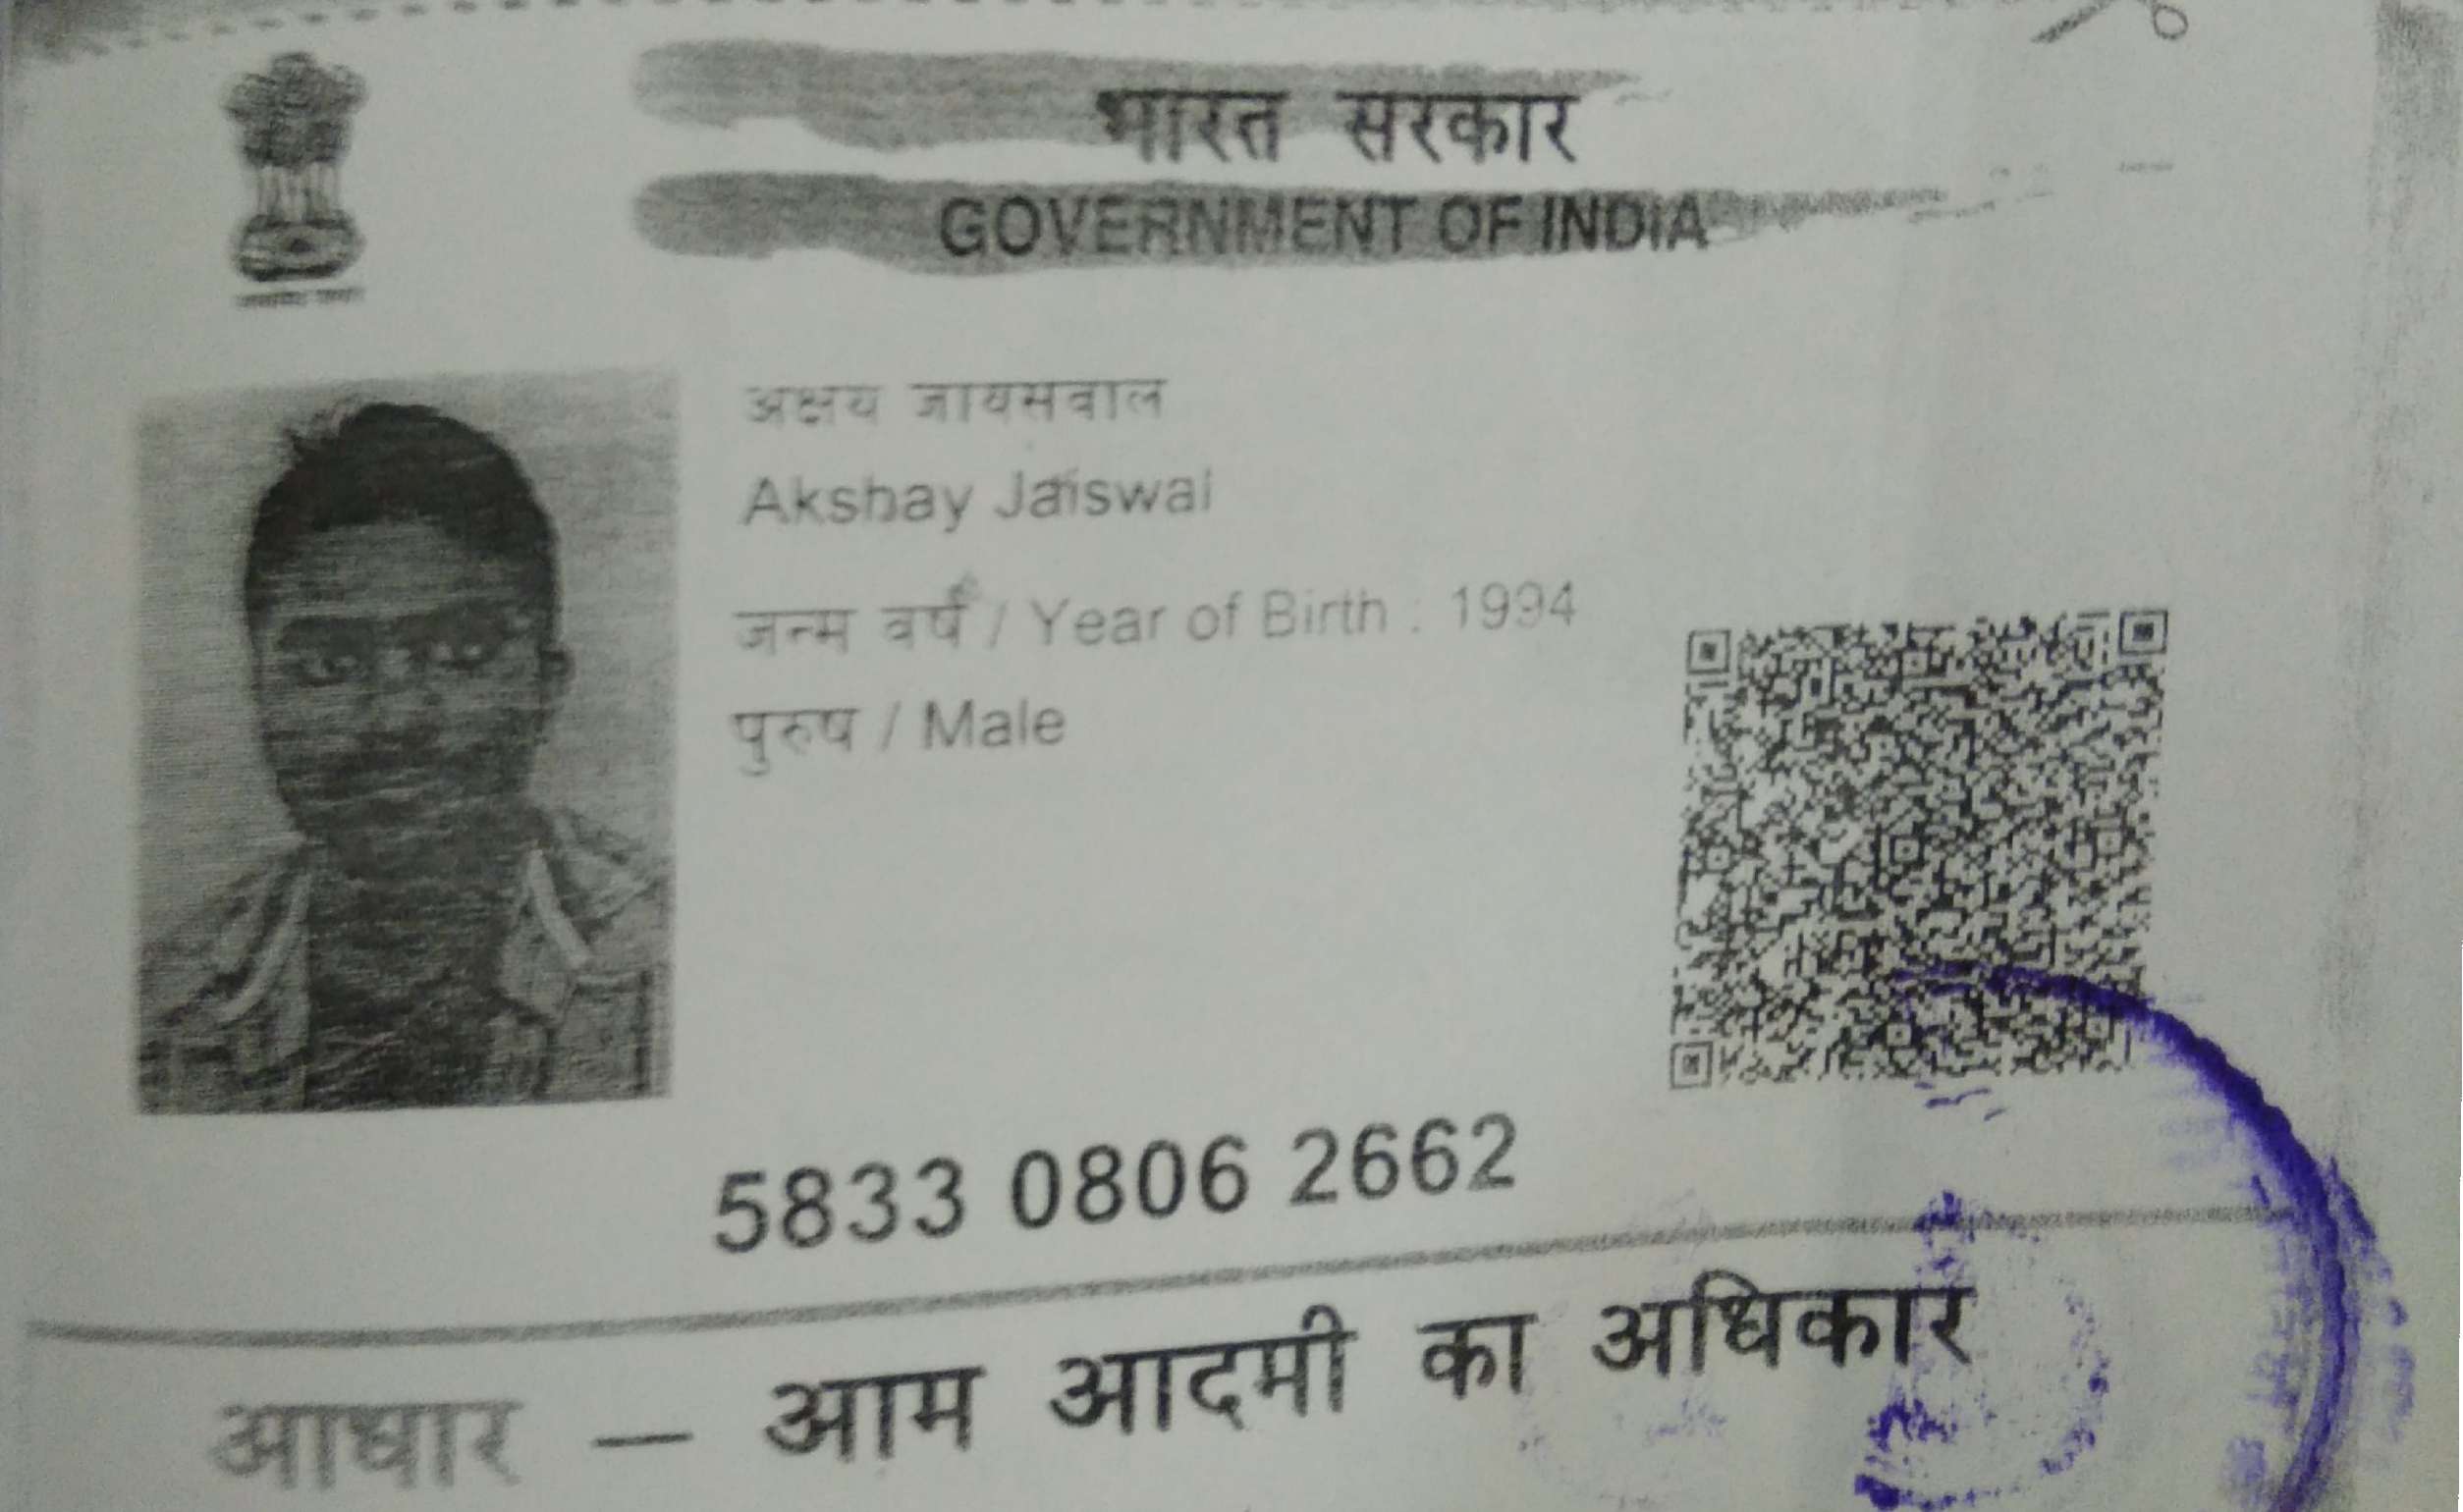 भारत सरकार
GOVERNMENT OF INDIA
अक्षय जायसवाल
Akshay Jaiswal
जन्म वर्ष / Year of Birth : 1994
पुरुष / Male
5833 0806 2662
आधार – आम आदमी का अधिकार